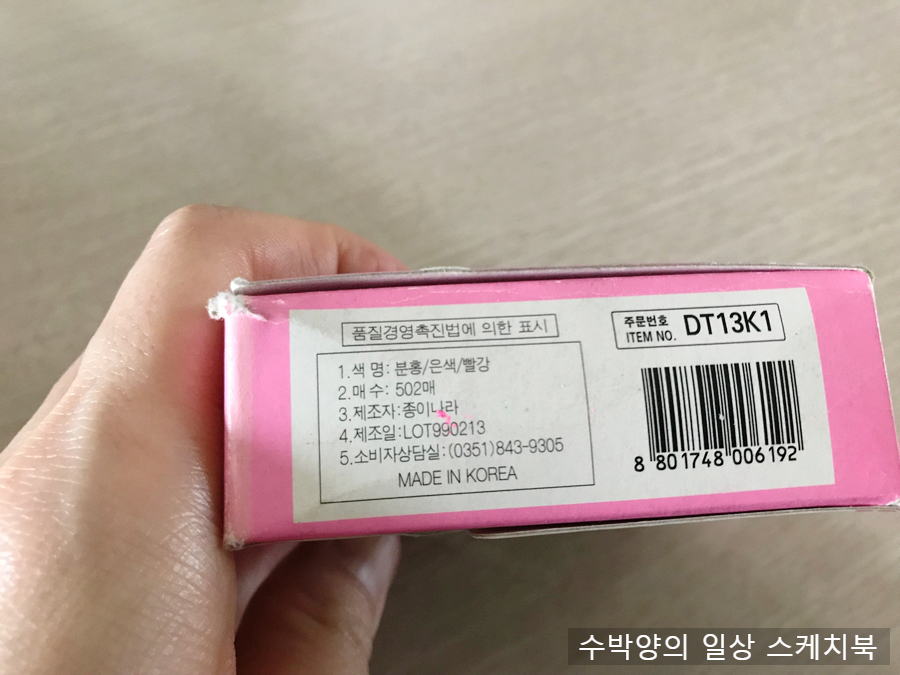 품질경영촉진법에 의한 표시
1.색 명: 분홍/은색/빨강
2.매 수: 502매
3.제조자:종이나라
4.제조일:LOT990213
5.소비자상담실:(0351)843-9305
MADE IN KOREA
주문번호
ITEM NO. DT13K1
8 801748 006192
수박양의 일상 스케치북